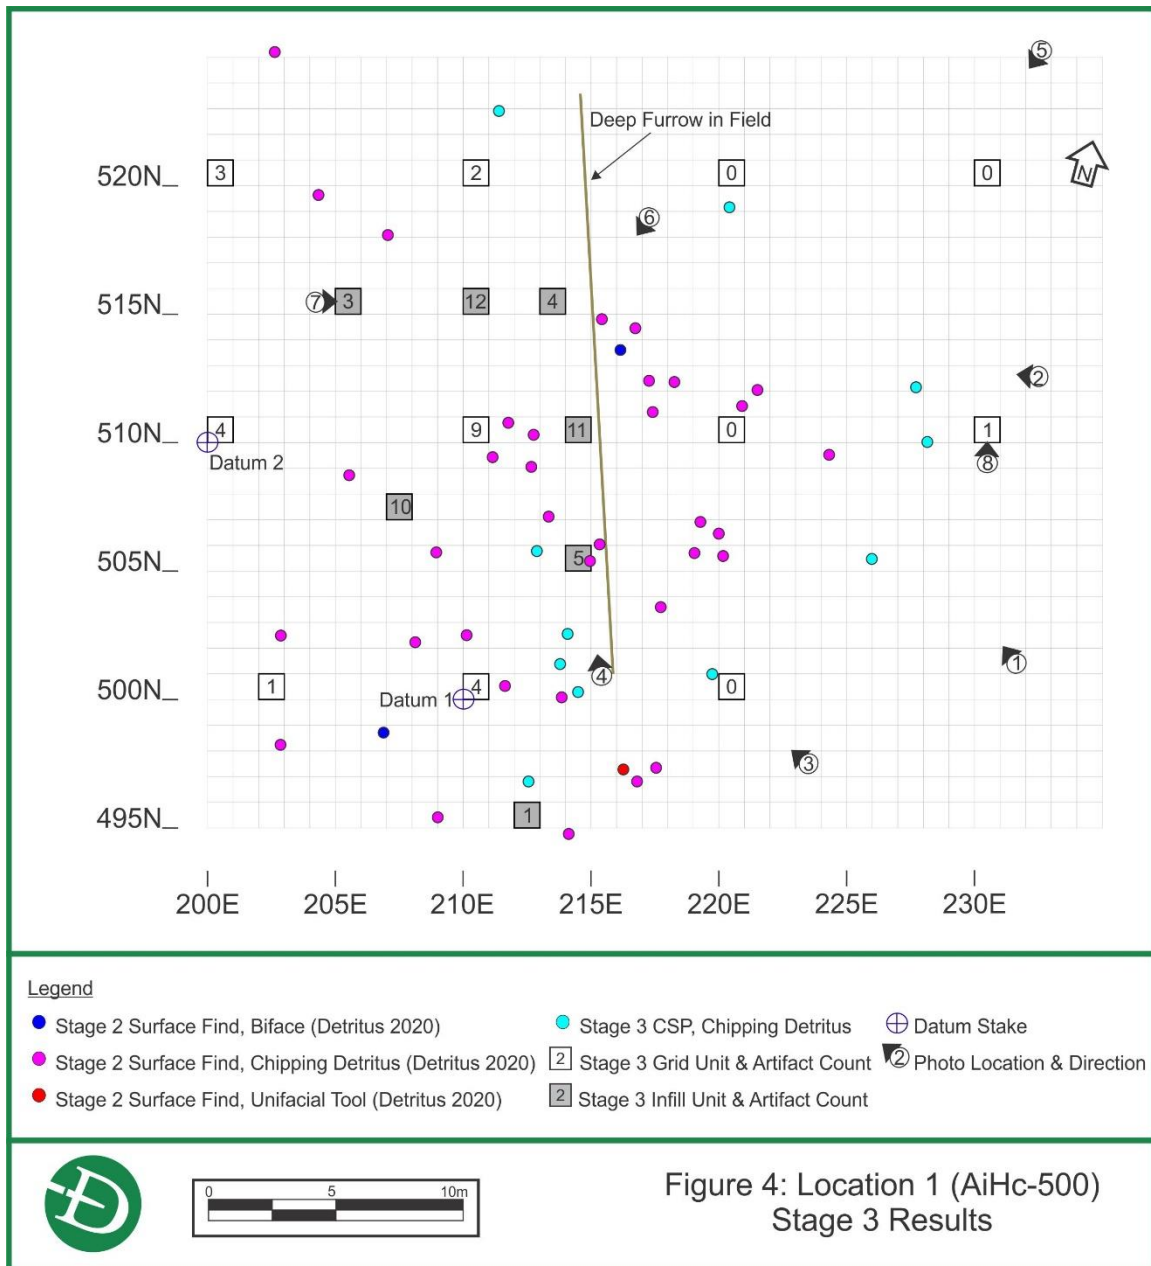 5
Deep Furrow in Field
520N_
3
2
0
0
N
6
515N_
7
3
12
4
2
510N_
4
9
11
0
1
Datum 2
8
10
505N_
5
1
500N_
1
Datum 1
4
4
0
3
495N_
1
200E 205E 210E 215E 220E 225E 230E
Legend
Stage 2 Surface Find, Biface (Detritus 2020)
Stage 2 Surface Find, Chipping Detritus (Detritus 2020)
Stage 2 Surface Find, Unifacial Tool (Detritus 2020)
Stage 3 CSP, Chipping Detritus
2 Stage 3 Grid Unit & Artifact Count
2 Stage 3 Infill Unit & Artifact Count
Datum Stake
2 Photo Location & Direction
D
0 5 10m
Figure 4: Location 1 (AiHc-500)
Stage 3 Results